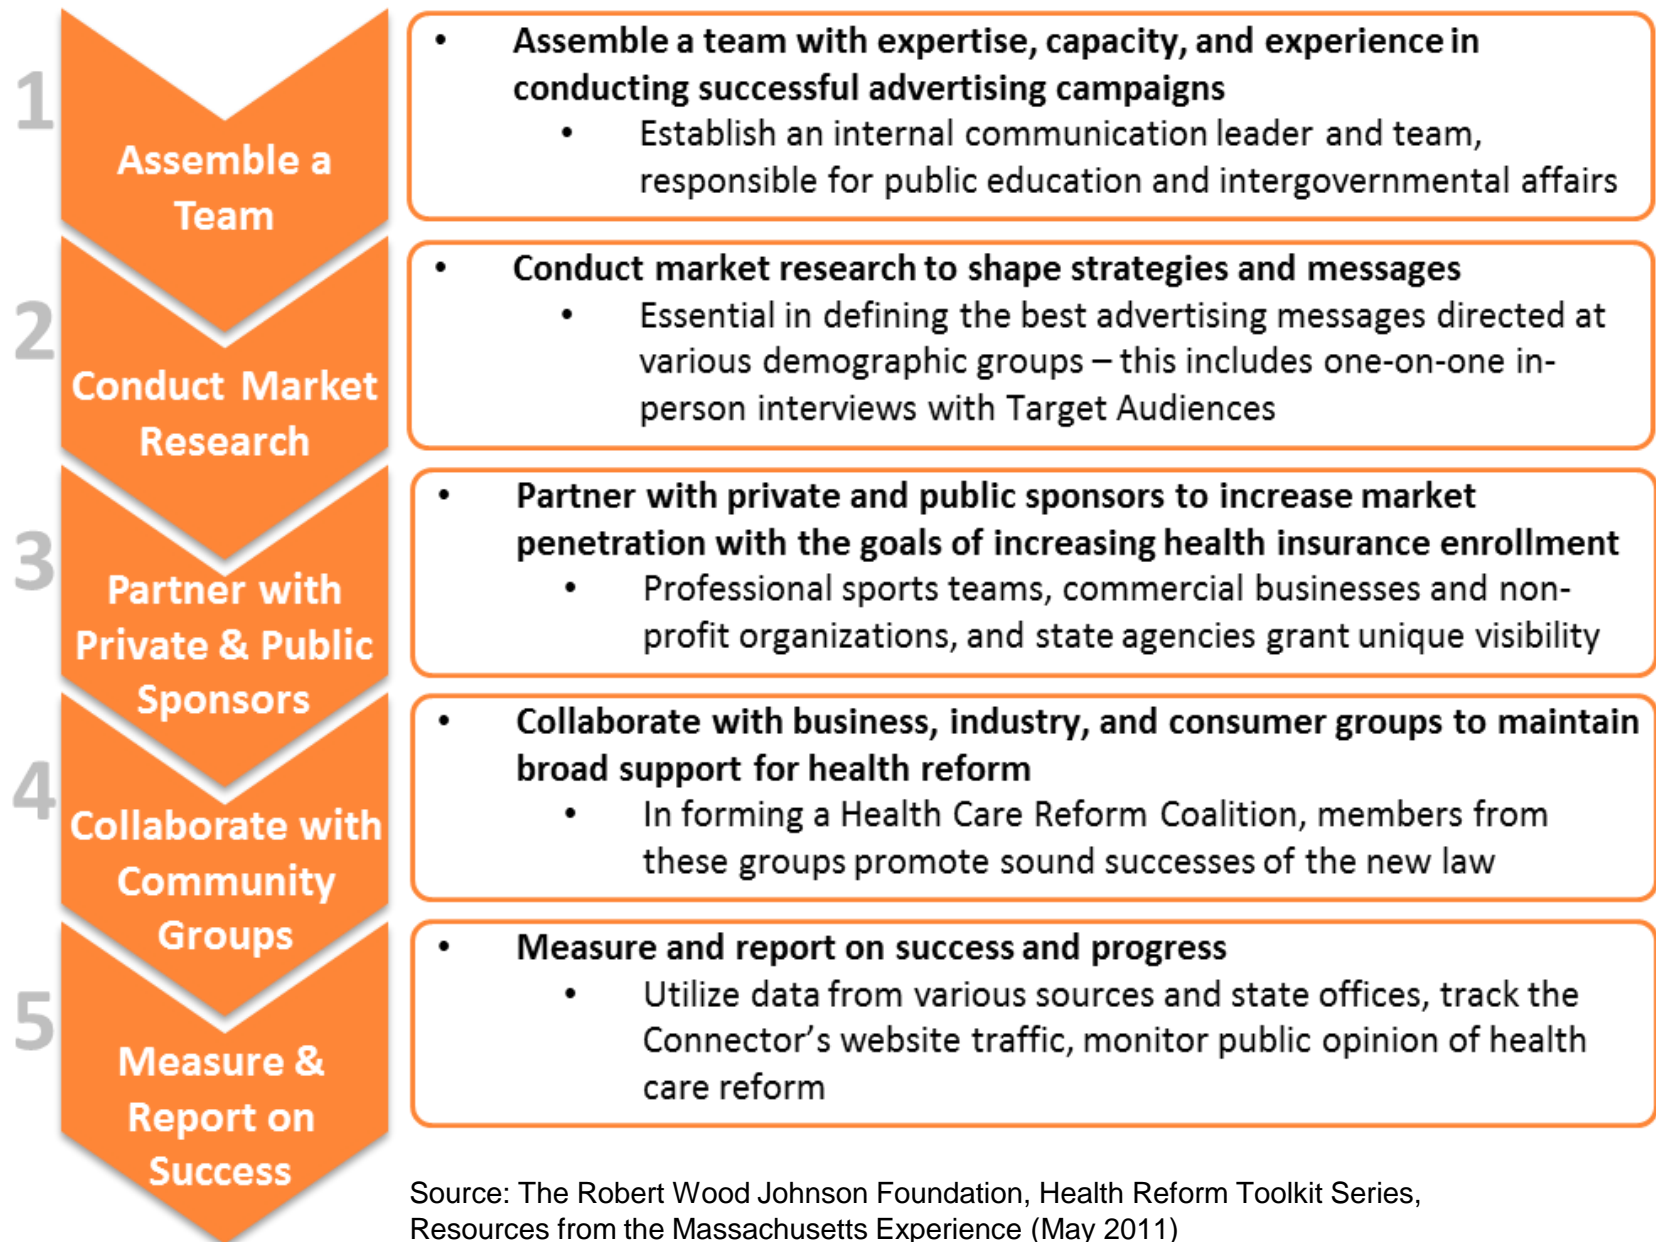 1
Assemble a
Team
• Assemble a team with expertise, capacity, and experience in
conducting successful advertising campaigns
• Establish an internal communication leader and team,
responsible for public education and intergovernmental affairs
2
Conduct Market
Research
• Conduct market research to shape strategies and messages
• Essential in defining the best advertising messages directed at
various demographic groups – this includes one-on-one in-
person interviews with Target Audiences
3
Partner with
Private & Public
Sponsors
• Partner with private and public sponsors to increase market
penetration with the goals of increasing health insurance enrollment
• Professional sports teams, commercial businesses and non-
profit organizations, and state agencies grant unique visibility
4
Collaborate with
Community
Groups
• Collaborate with business, industry, and consumer groups to maintain
broad support for health reform
• In forming a Health Care Reform Coalition, members from
these groups promote sound successes of the new law
5
Measure &
Report on
Success
• Measure and report on success and progress
• Utilize data from various sources and state offices, track the
Connector’s website traffic, monitor public opinion of health
care reform
Source: The Robert Wood Johnson Foundation, Health Reform Toolkit Series,
Resources from the Massachusetts Experience (May 2011)